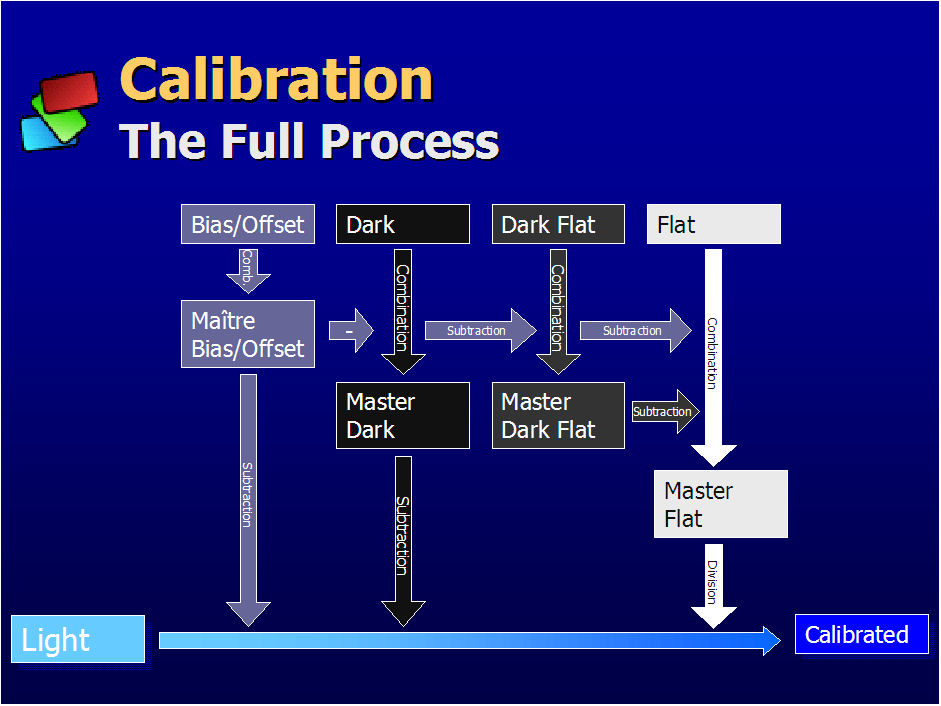 Calibration
The Full Process
Bias/Offset
Dark
Dark Flat
Flat
Comb.
Combination
Combination
Combination
Maître
Bias/Offset
-
Subtraction
Subtraction
Master
Dark
Master
Dark Flat
Subtraction
Master
Flat
Subtraction
Subtraction
Division
Light
Calibrated